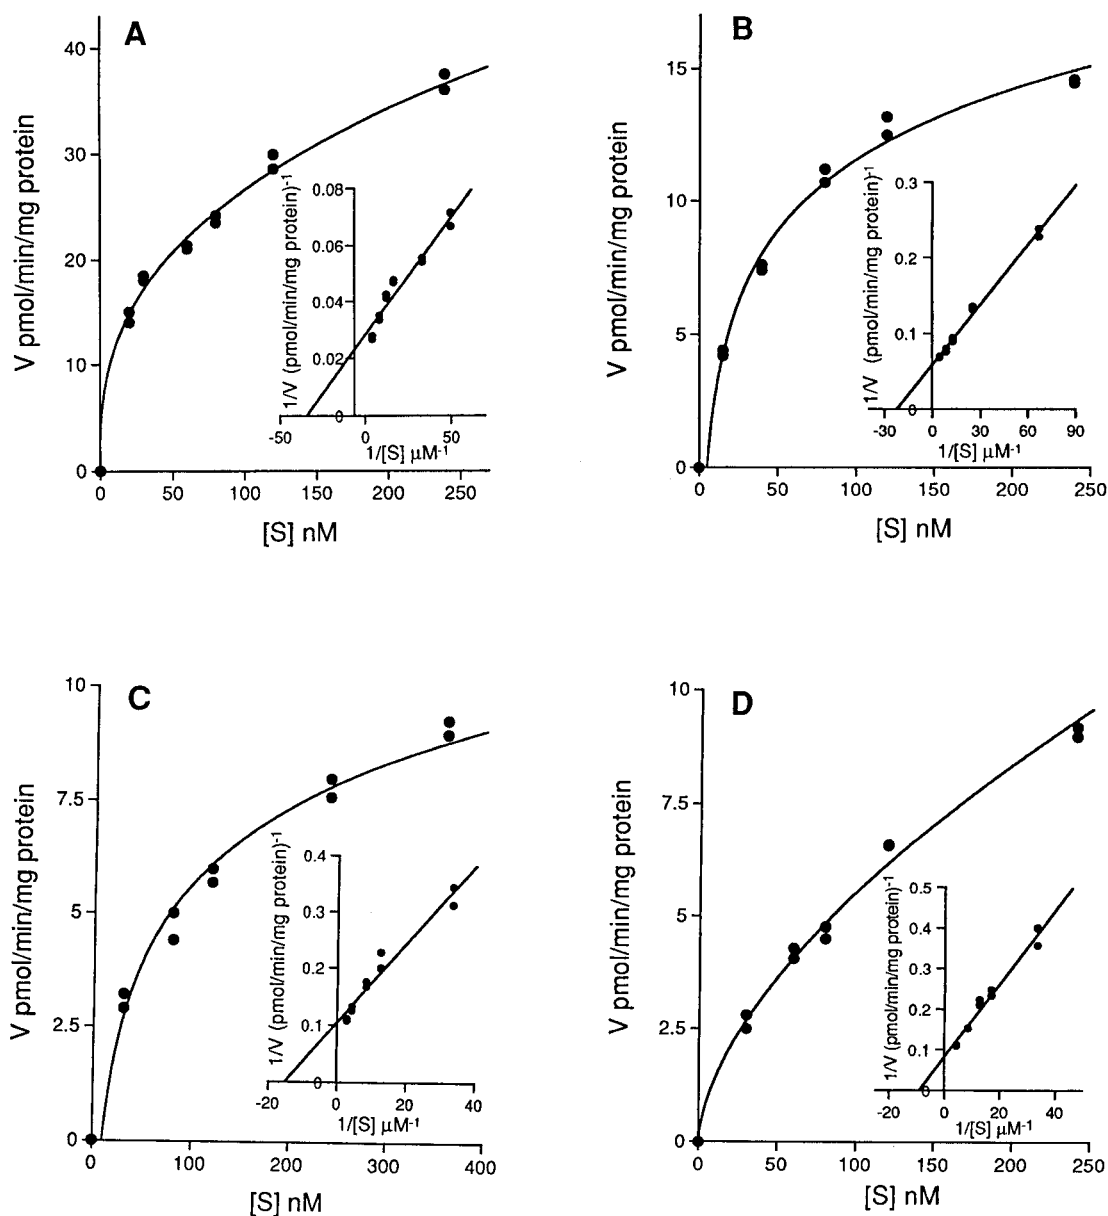 A
V pmol/min/mg protein
40
30
20
10
0
0 50 100 150 200 250
[S] nM
1/V (pmol/min/mg protein)-1
0.08
0.06
0.04
0.02
0
-50 0 50
1/[S] µM-1
B
V pmol/min/mg protein
15
10
5
0
0 50 100 150 200 250
[S] nM
1/V (pmol/min/mg protein)-1
0.3
0.2
0.1
0
-30 0 30 60 90
1/[S] µM-1
C
V pmol/min/mg protein
10
7.5
5
2.5
0
0 100 200 300 400
[S] nM
1/V (pmol/min/mg protein)-1
0.4
0.3
0.2
0.1
0
-20 0 20 40
1/[S] µM-1
D
V pmol/min/mg protein
10
7.5
5
2.5
0
0 50 100 150 200 250
[S] nM
1/V (pmol/min/mg protein)-1
0.5
0.4
0.3
0.2
0.1
0
-20 0 20 40
1/[S] µM-1